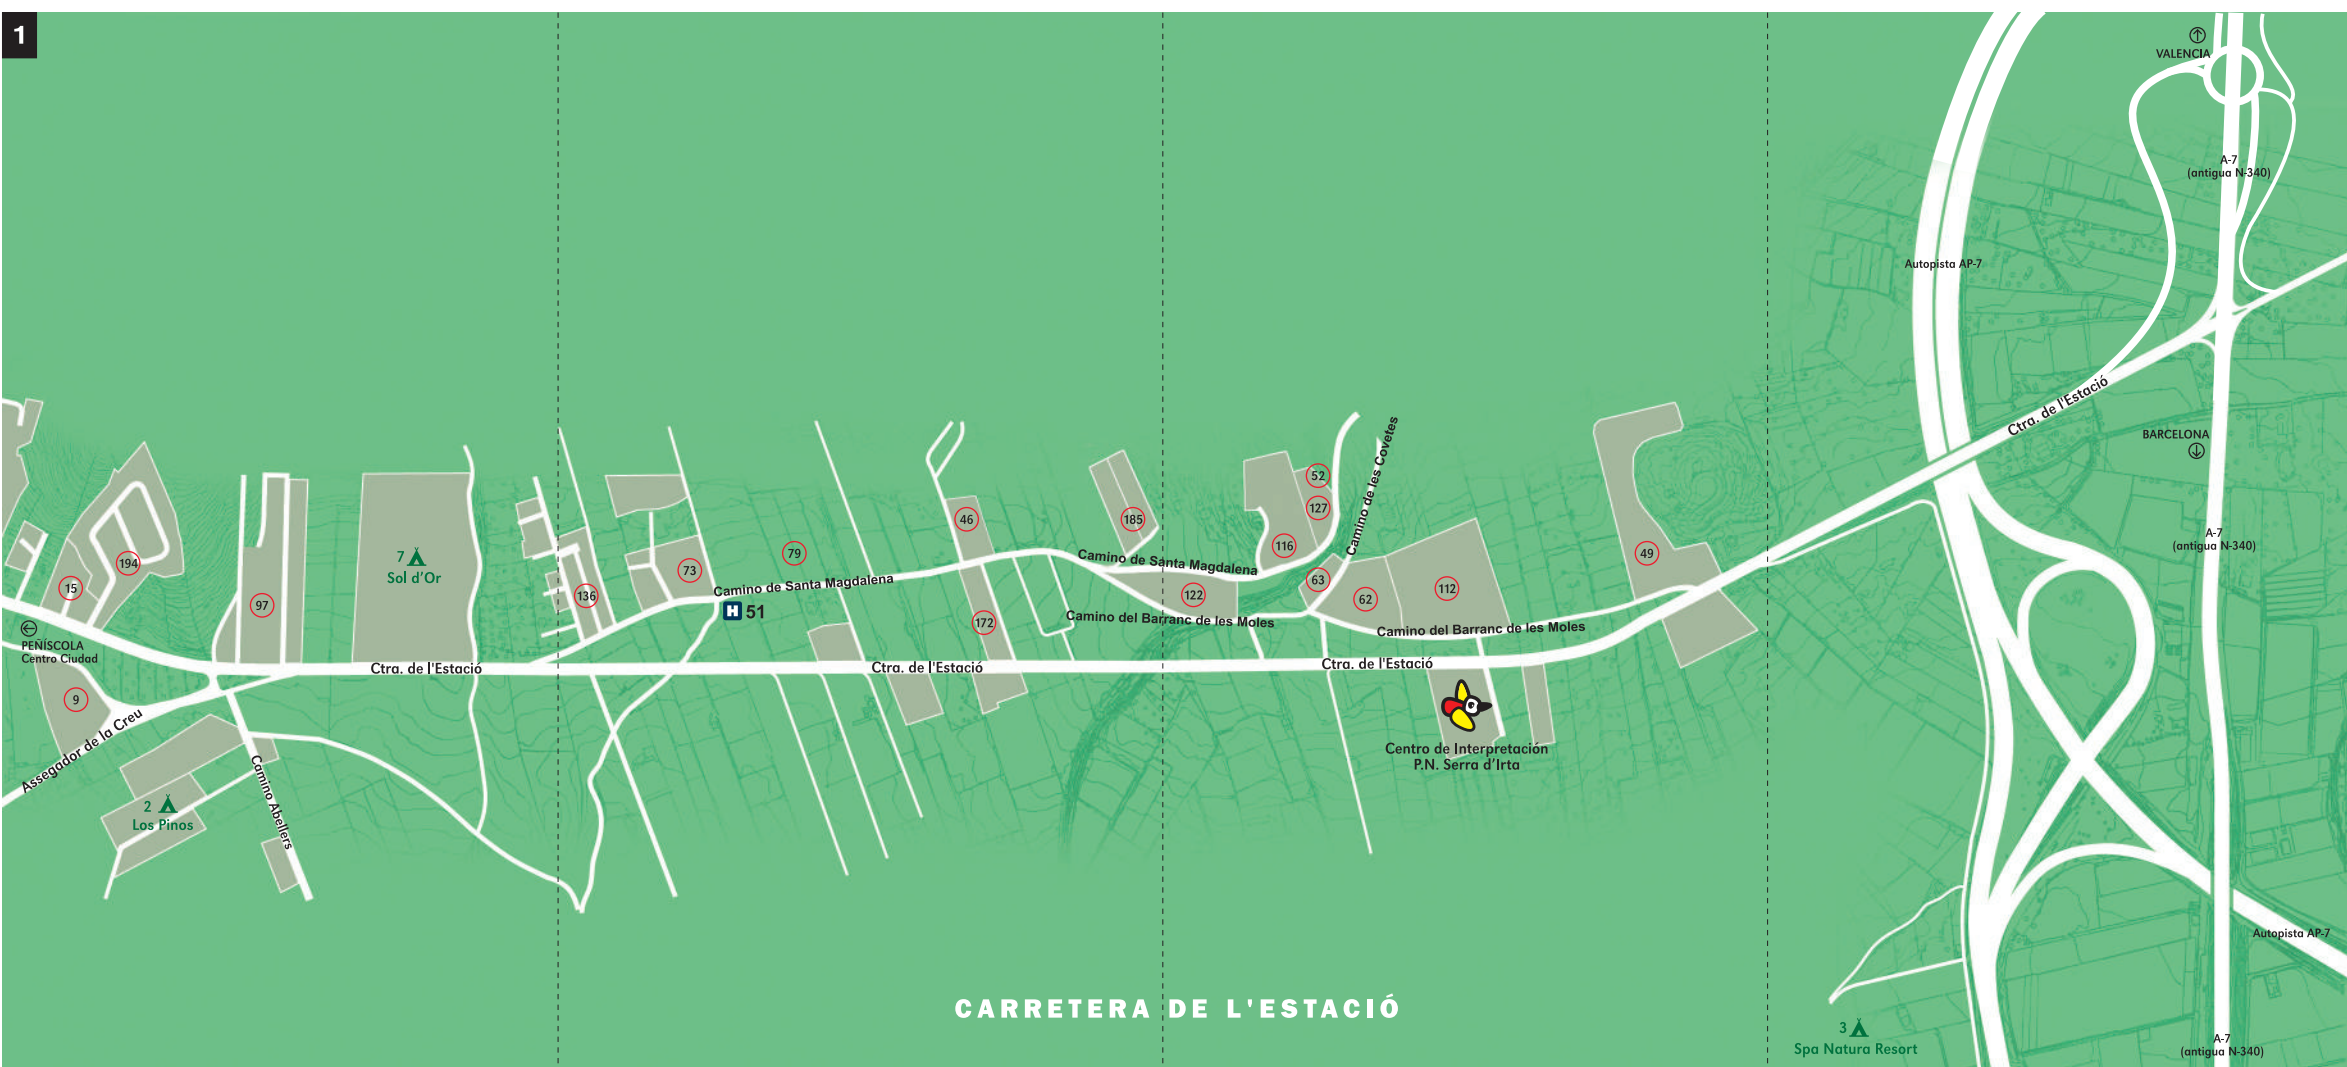 1
VALENCIA
A-7
(antigua N-340)
Autopista AP-7
Ctra. de l'Estació
BARCELONA
A-7
(antigua N-340)
Camino de les Covetes
52
127
46
185
116
49
7
Sol d'Or
194
15
97
136
73
79
Camino de Santa Magdalena
51
Camino de Santa Magdalena
63
122
62
112
172
Camino del Barranc de les Moles
Camino del Barranc de les Moles
PEÑÍSCOLA
Centro Ciudad
Ctra. de l'Estació
Ctra. de l'Estació
Ctra. de l'Estació
9
Assegador de la Creu
Camino Abellers
2
Los Pinos
Centro de Interpretación
P.N. Serra d'Irta
Autopista AP-7
CARRETERA DE L'ESTACIÓ
3
Spa Natura Resort
A-7
(antigua N-340)
H